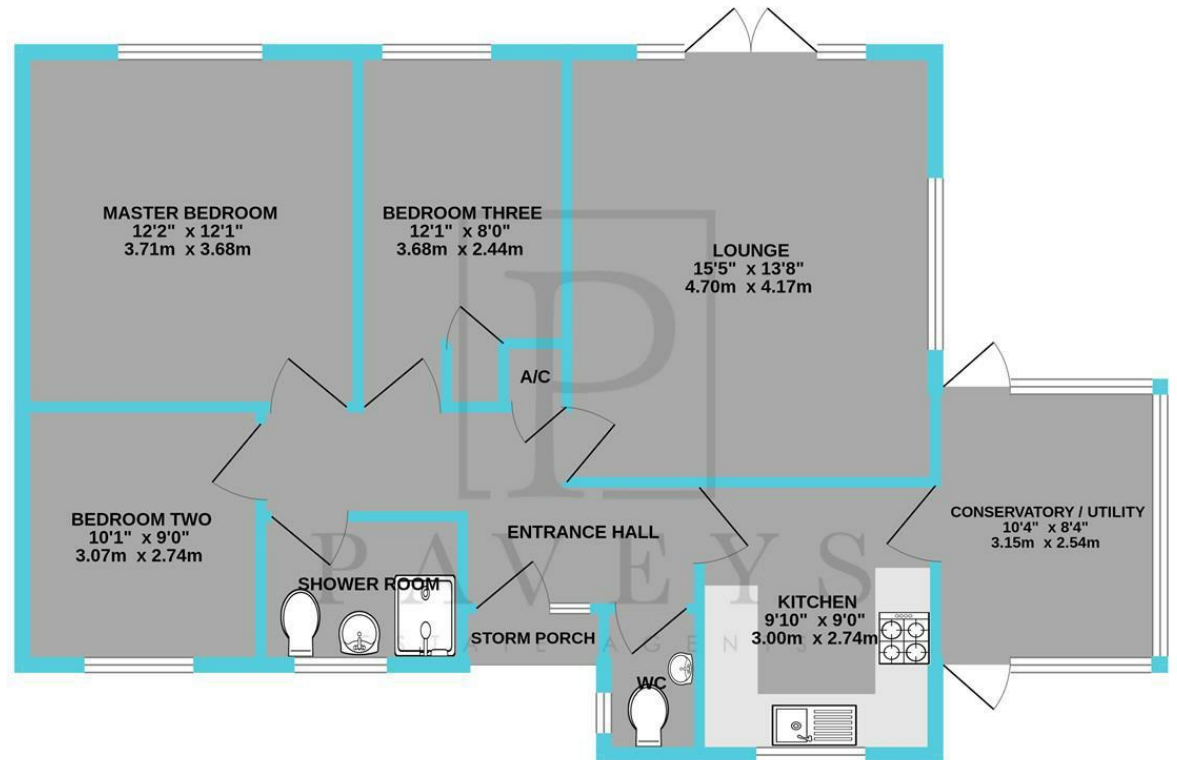 MASTER BEDROOM
12'2" x 12'1"
3.71m x 3.68m
BEDROOM THREE
12'1" x 8'0"
3.68m x 2.44m
LOUNGE
15'5" x 13'8"
4.70m x 4.17m
A/C
BEDROOM TWO
10'1" x 9'0"
3.07m x 2.74m
ENTRANCE HALL
CONSERVATORY / UTILITY
10'4" x 8'4"
3.15m x 2.54m
SHOWER ROOM
KITCHEN
9'10" x 9'0"
3.00m x 2.74m
STORM PORCH
WC
P
PAVEYS
ESTATE AGENTS